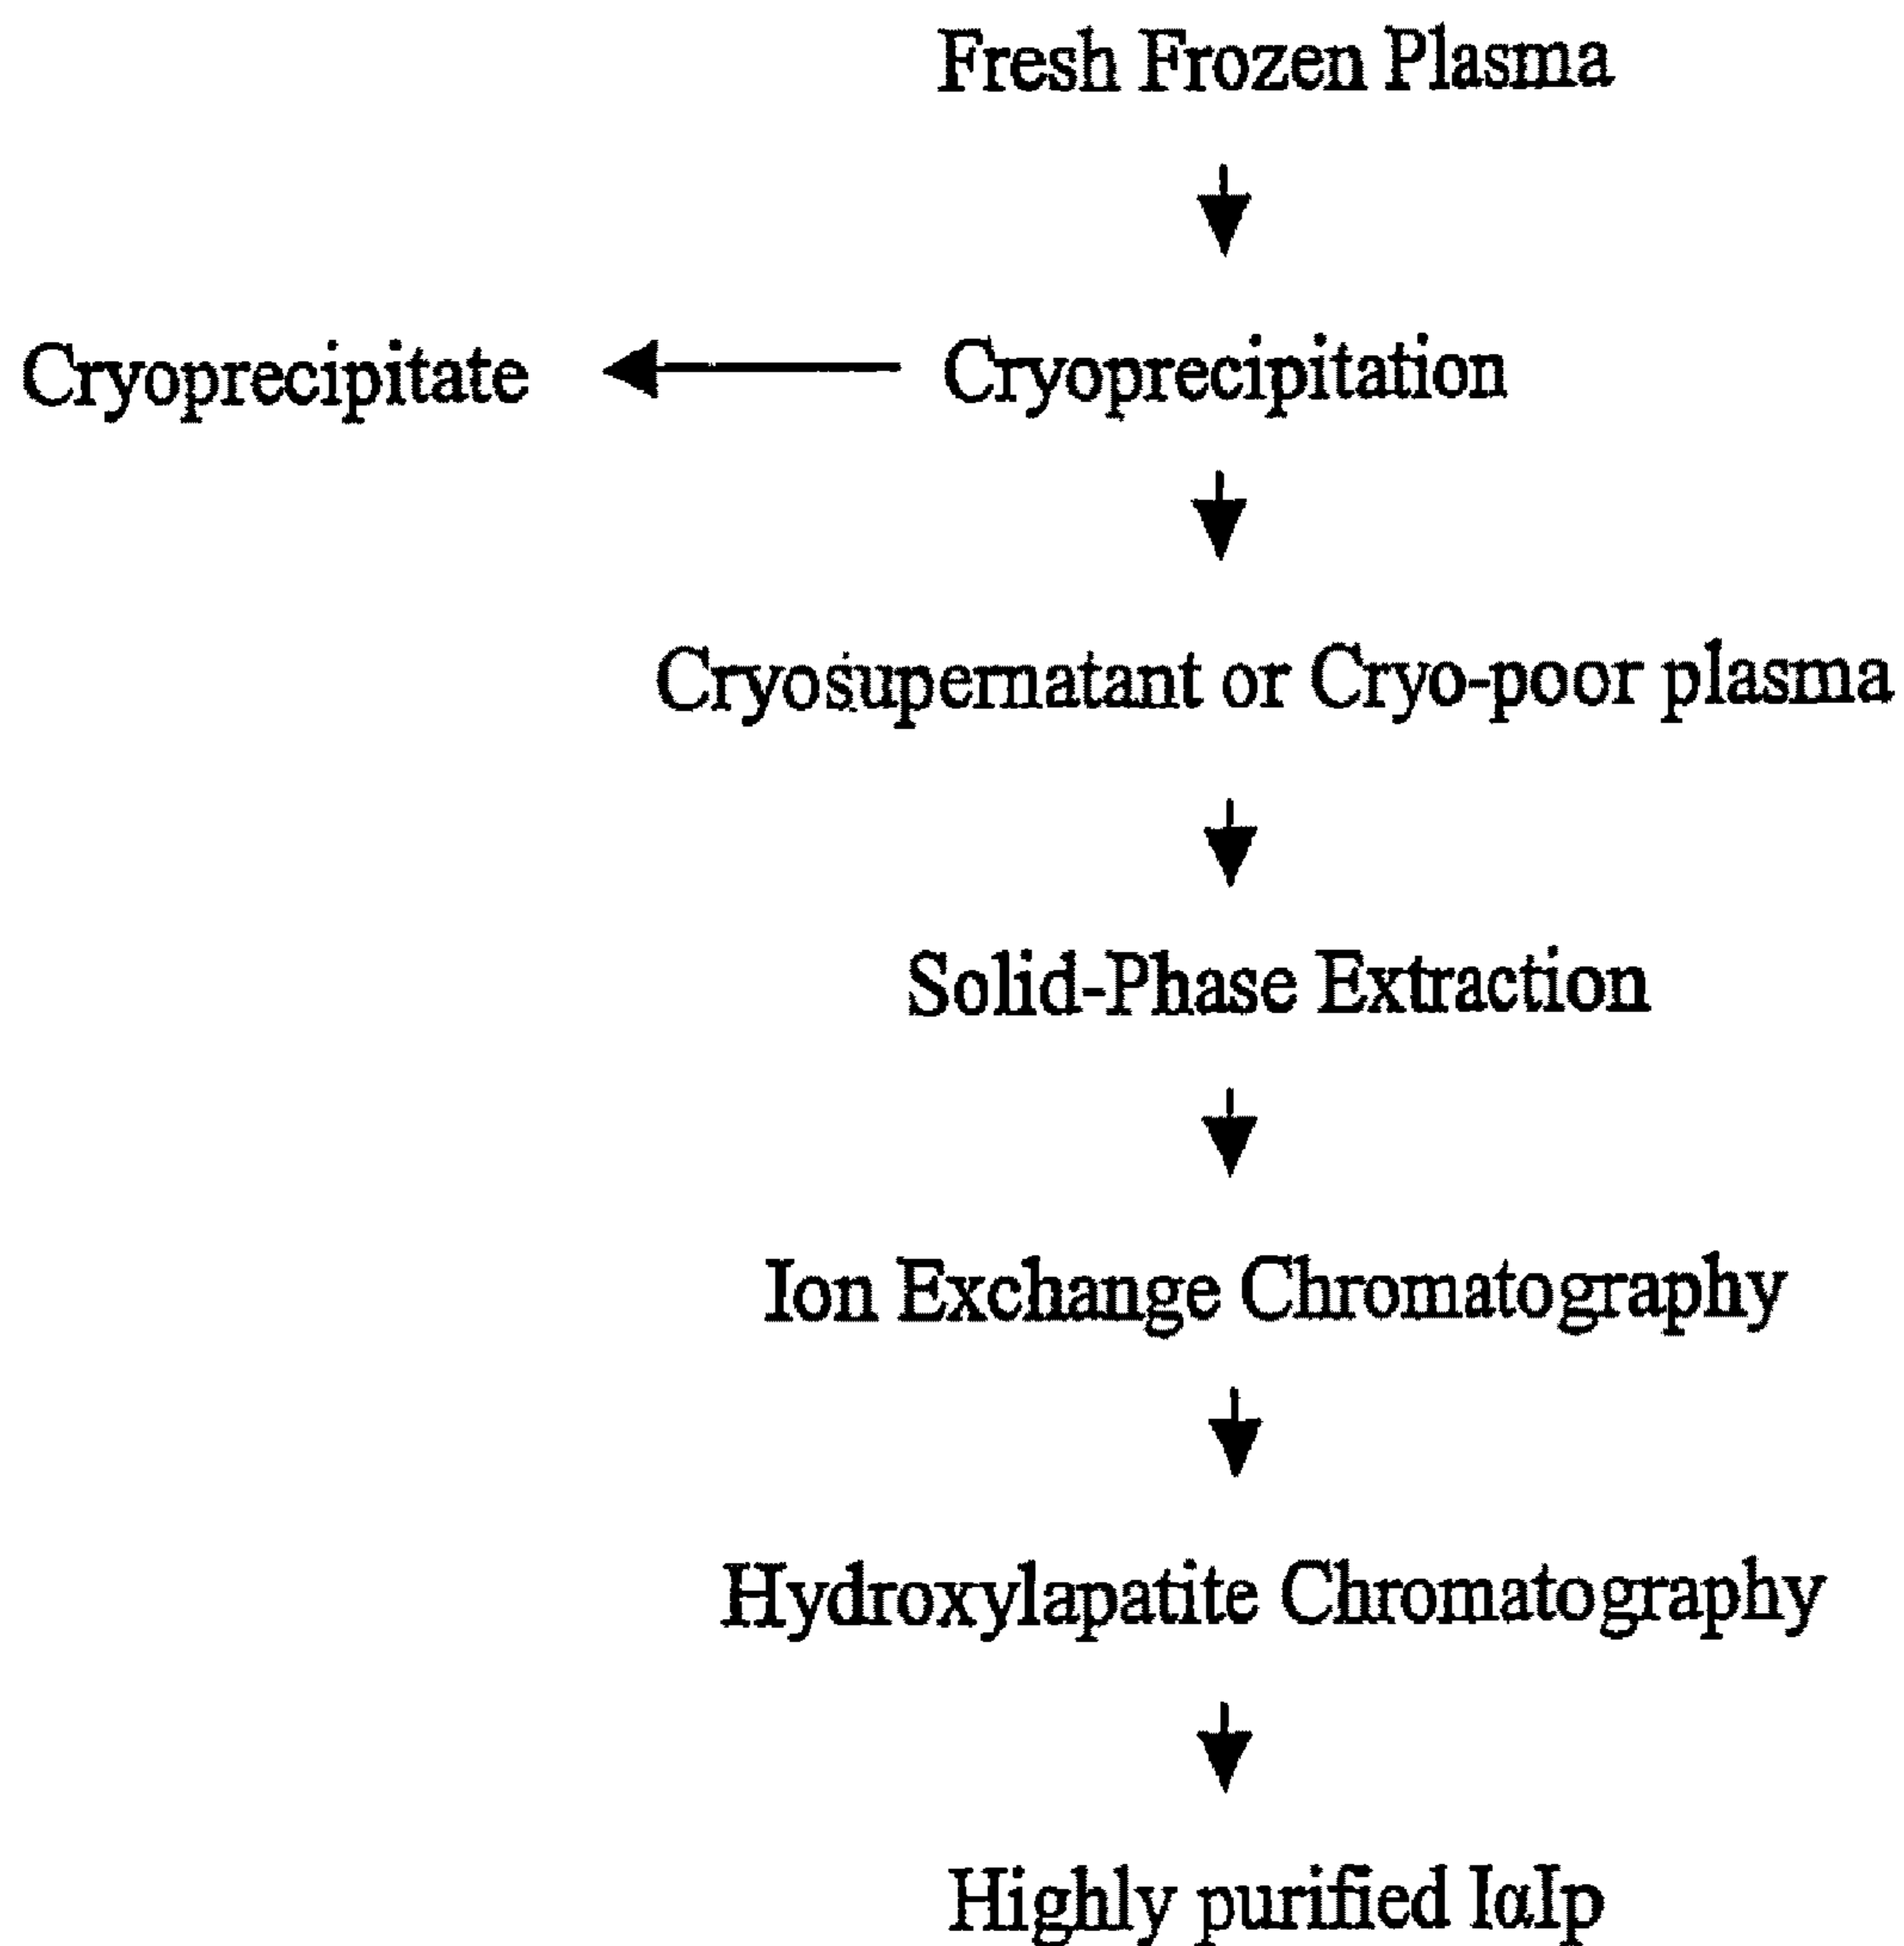 Fresh Frozen Plasma
Cryoprecipitate
Cryoprecipitation
Cryosupernatant or Cryo-poor plasma
Solid-Phase Extraction
Ion Exchange Chromatography
Hydroxylapatite Chromatography
Highly purified IαIp